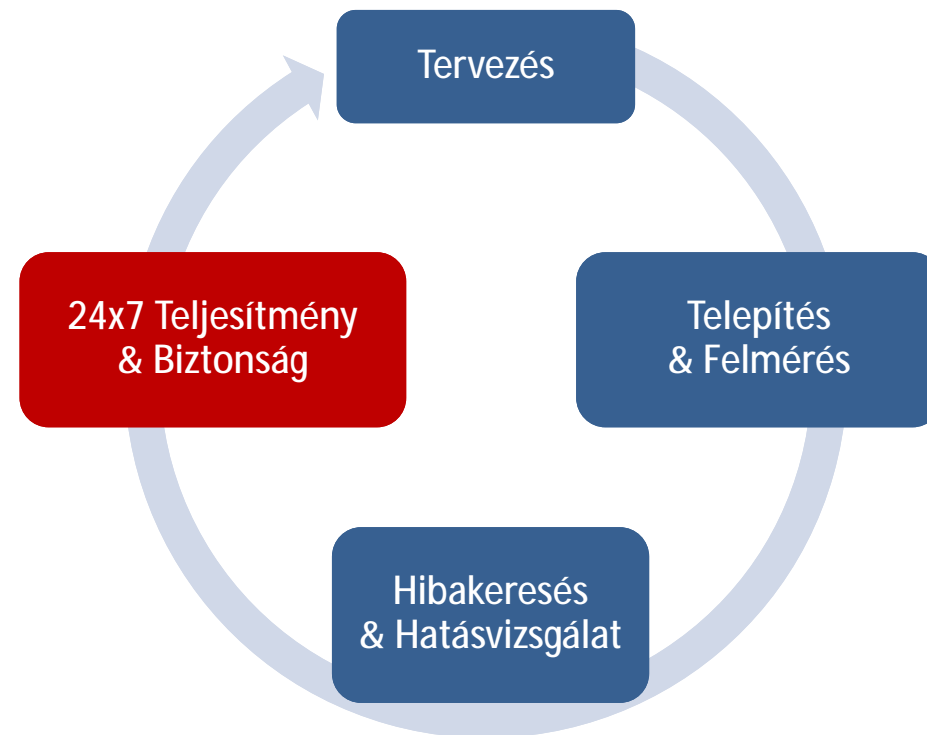 Tervezés
24x7 Teljesítmény
& Biztonság
Telepítés
& Felmérés
Hibakeresés
& Hatásvizsgálat